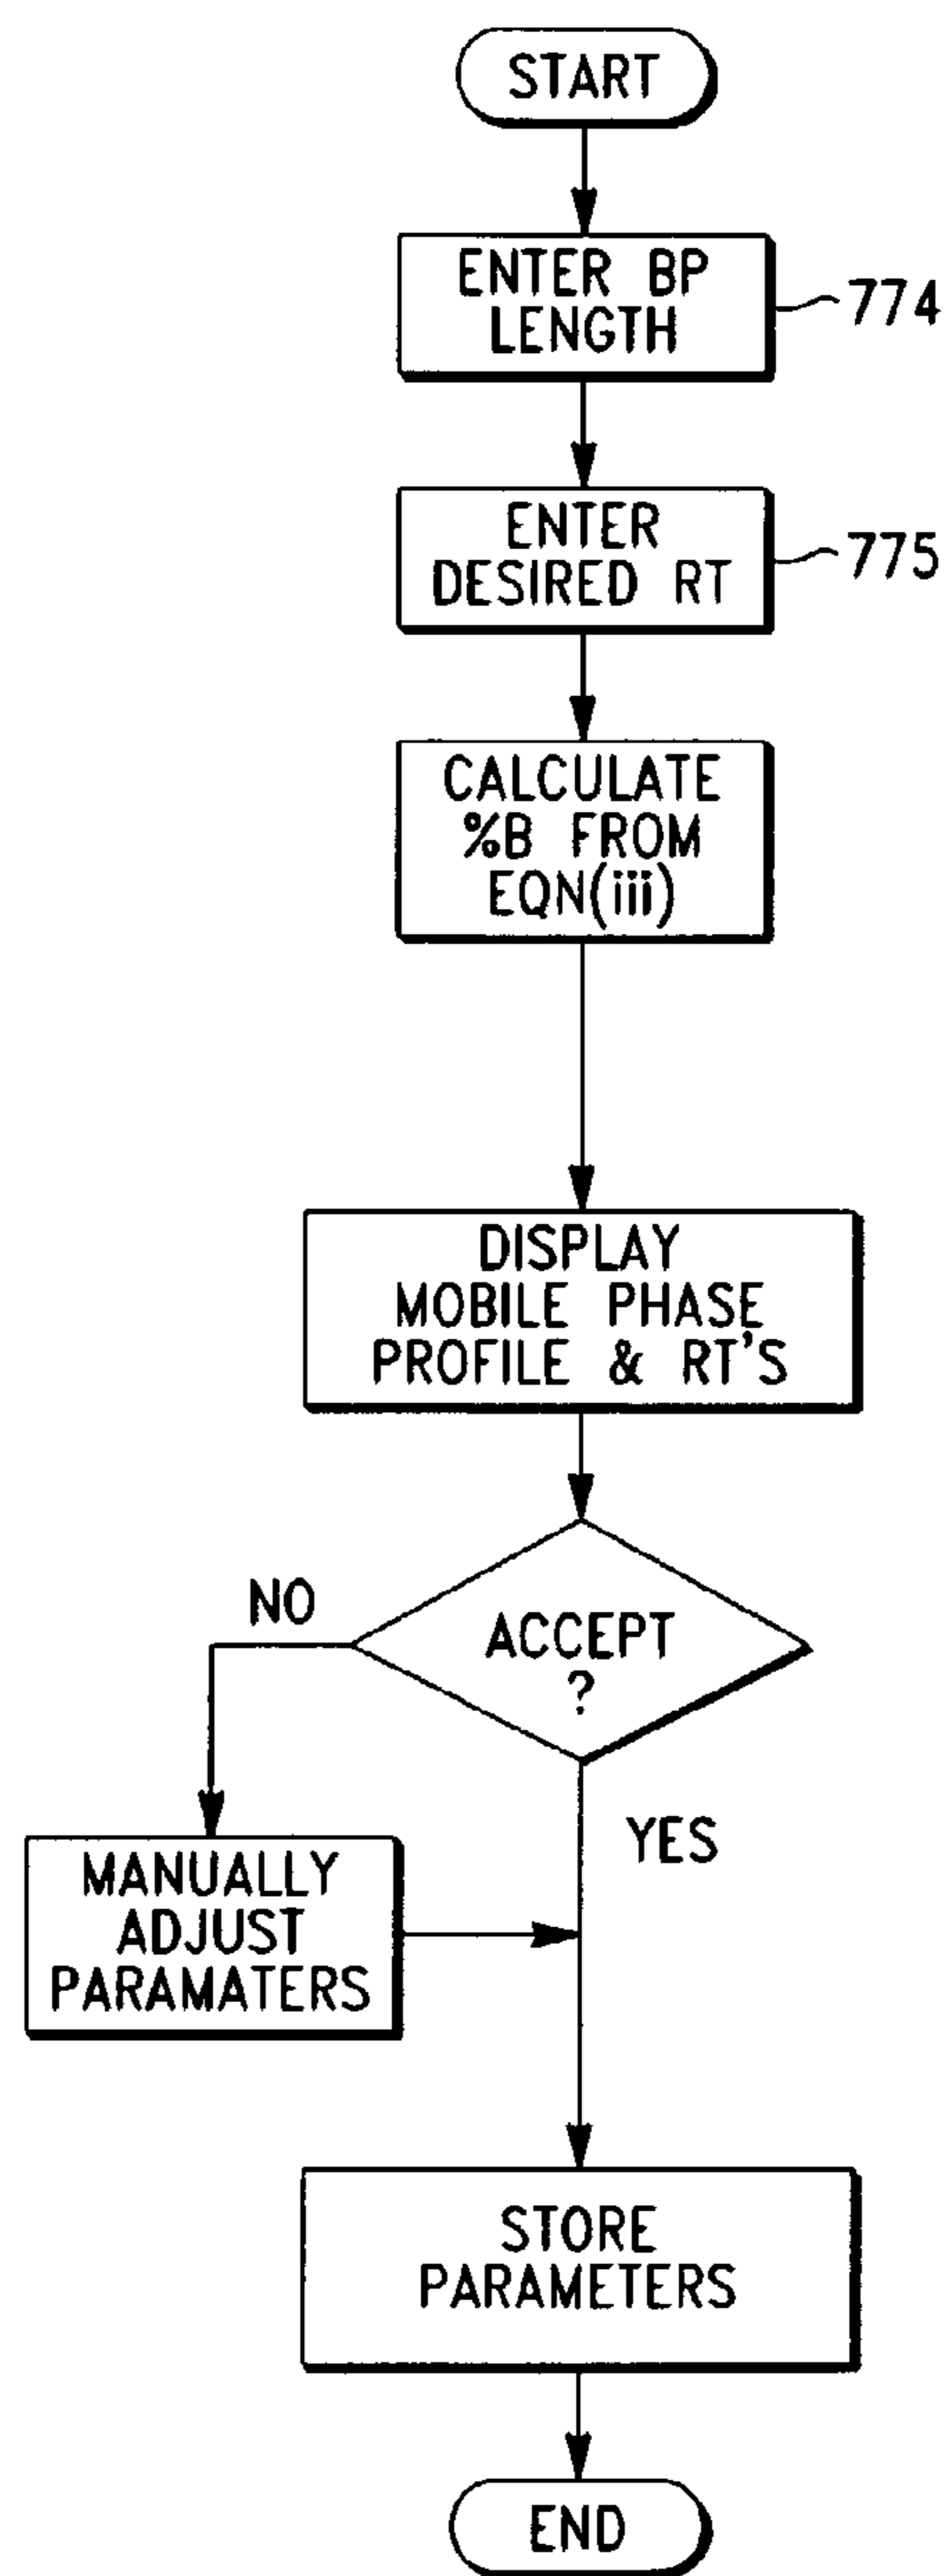 START
ENTER BP
LENGTH
774
ENTER
DESIRED RT
775
CALCULATE
%B FROM
EQN(iii)
DISPLAY
MOBILE PHASE
PROFILE & RT'S
ACCEPT
?
NO
YES
MANUALLY
ADJUST
PARAMATERS
STORE
PARAMETERS
END